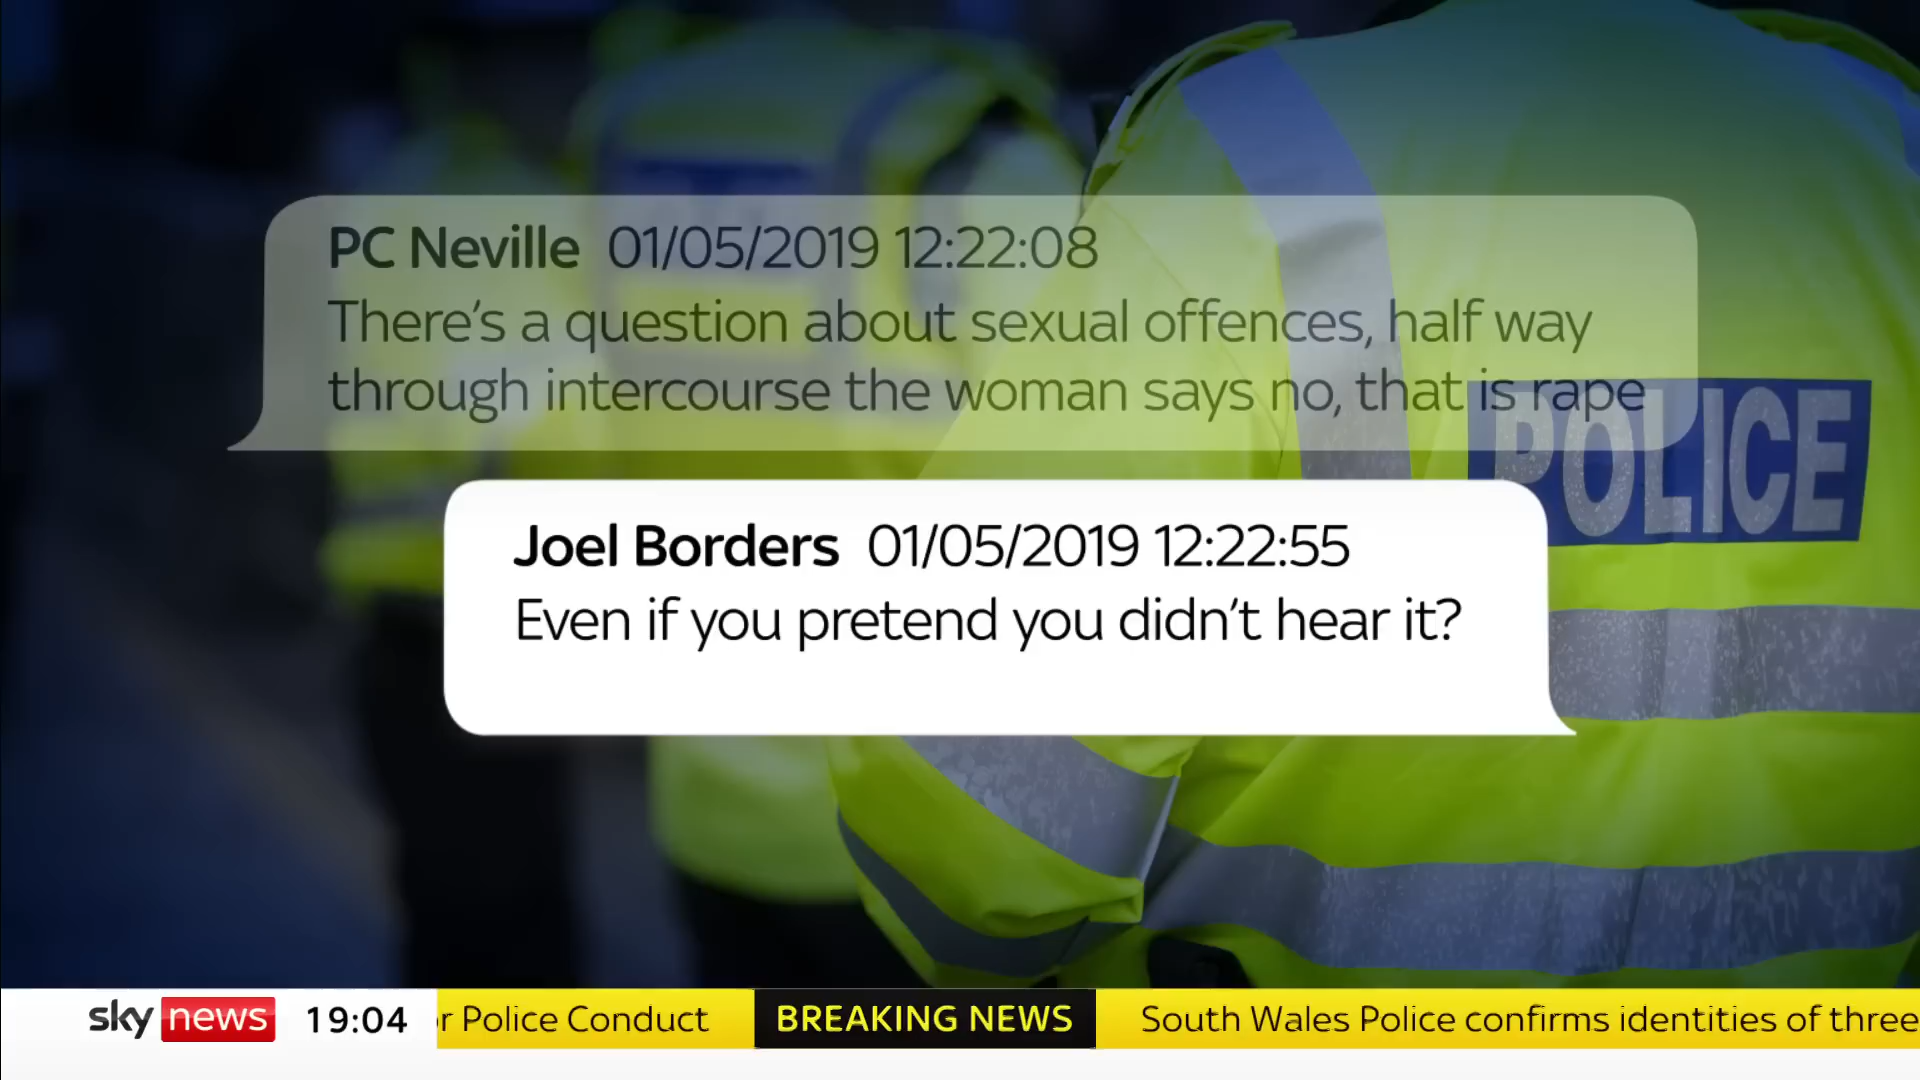 PC Neville 01/05/2019 12:22:08
There's a question about sexual offences, half way
through intercourse the woman says no, that is rape
POLICE
Joel Borders 01/05/2019 12:22:55
Even if you pretend you didn't hear it?
sky news 19:04 r Police Conduct BREAKING NEWS South Wales Police confirms identities of three